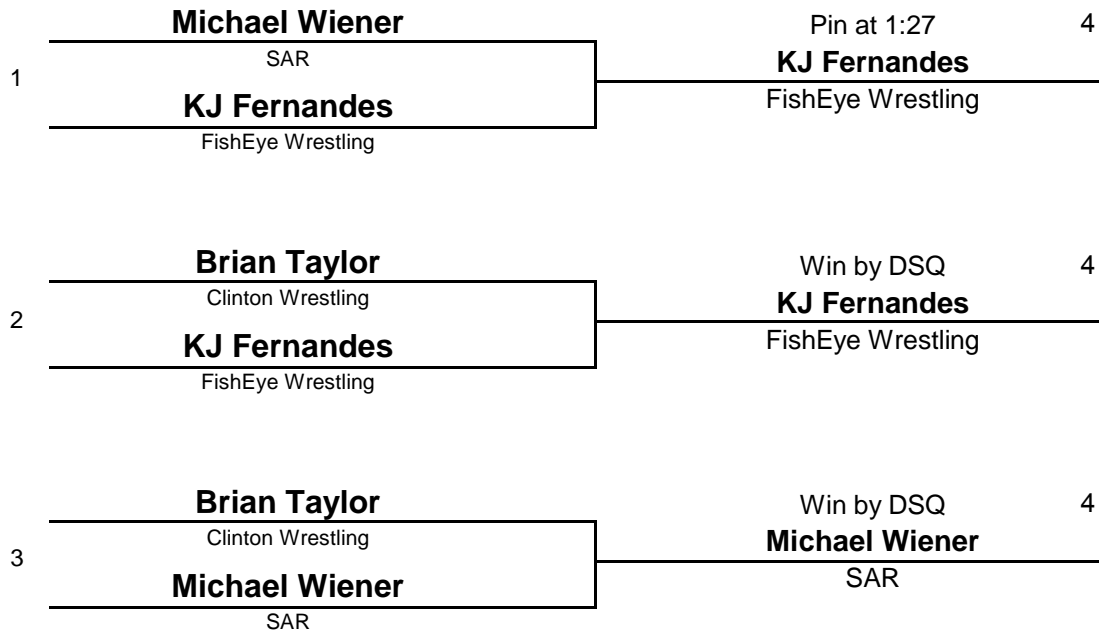 Michael Wiener
SAR
1
KJ Fernandes
FishEye Wrestling
Pin at 1:27 4
KJ Fernandes
FishEye Wrestling
Brian Taylor
Clinton Wrestling
2
KJ Fernandes
FishEye Wrestling
Win by DSQ 4
KJ Fernandes
FishEye Wrestling
Brian Taylor
Clinton Wrestling
3
Michael Wiener
SAR
Win by DSQ 4
Michael Wiener
SAR